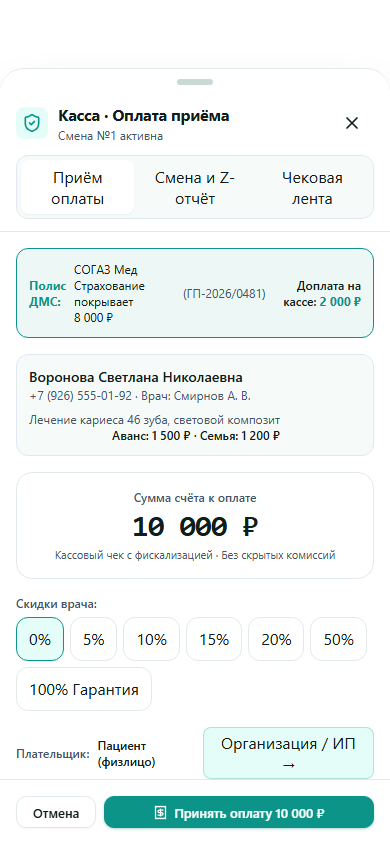 Касса · Оплата приёма
Смена №1 активна
Приём
оплаты
Смена и Z-
отчёт
Чековая
лента
Полис
ДМС:
СОГАЗ Мед
Страхование
покрывает
8 000 ₽
(ГП-2026/0481)
Доплата на
кассе: 2 000 ₽
Воронова Светлана Николаевна
+7 (926) 555-01-92 · Врач: Смирнов А. В.
Лечение кариеса 46 зуба, световой композит
Аванс: 1 500 ₽ · Семья: 1 200 ₽
Сумма счёта к оплате
10 000 ₽
Кассовый чек с фискализацией · Без скрытых комиссий
Скидки врача:
0%
5%
10%
15%
20%
50%
100% Гарантия
Плательщик:
Пациент
(физлицо)
Организация / ИП
→
Отмена
Принять оплату 10 000 ₽